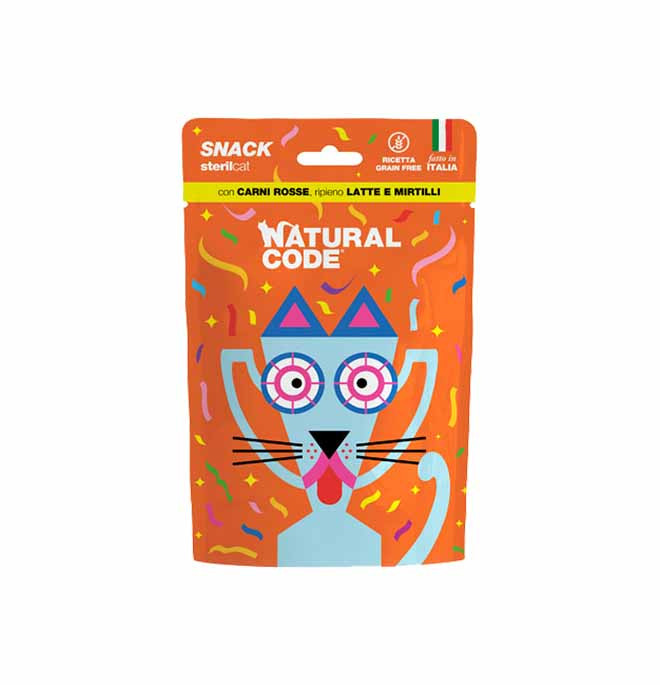 SNACK
sterilcat
RICETTA
GRAIN FREE
fatto in
ITALIA
con CARNI ROSSE, ripieno LATTE E MIRTILLI
NATURAL
CODE®